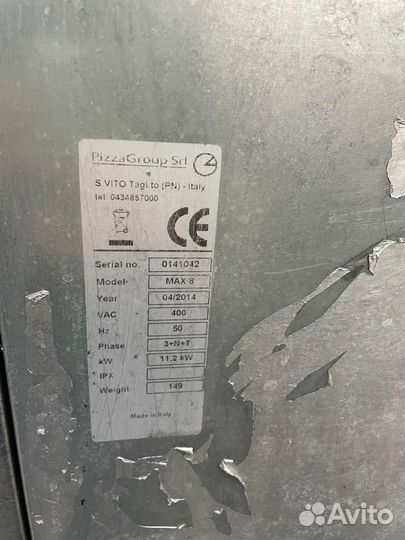 PizzaGroup Srl
S.VITO Tagl.to (PN) - Italy
tel. 0434857000
CE
Serial no. 0141042
Model MAX 8
Year 04/2014
VAC 400
Hz 50
Phase 3+N+T
kW 11,2 kW
IPX
Weight 149
Made in Italy
Avito